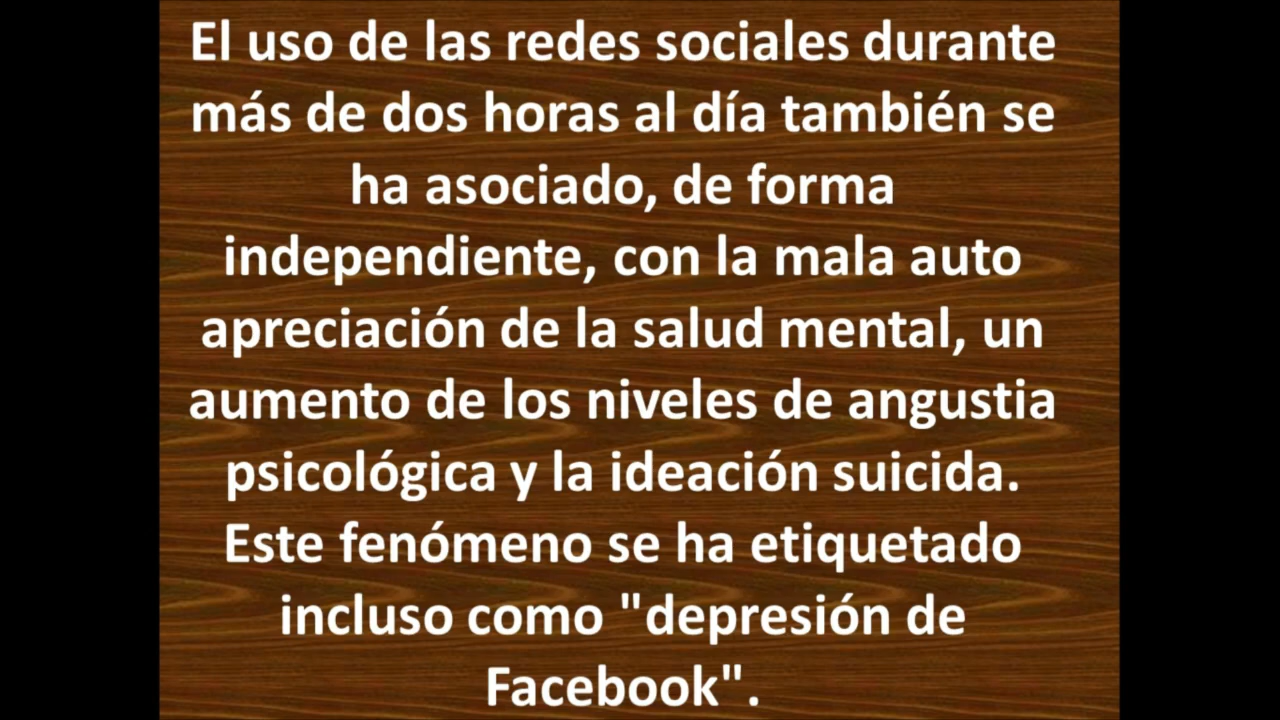 El uso de las redes sociales durante
más de dos horas al día también se
ha asociado, de forma
independiente, con la mala auto
apreciación de la salud mental, un
aumento de los niveles de angustia
psicológica y la ideación suicida.
Este fenómeno se ha etiquetado
incluso como "depresión de
Facebook".